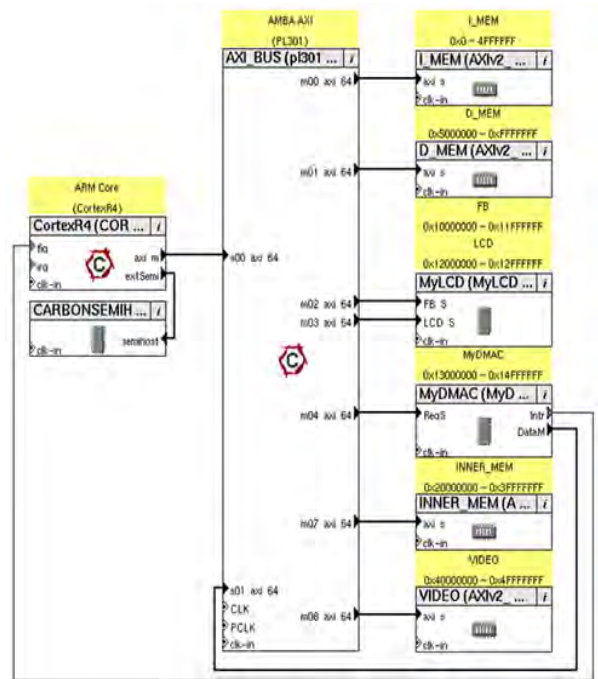 ARM Core
(CortexR4)
CortexR4 (COR ... i
fiq
irq
clk-in
axi m
extSemi
CARBONSEMIH ... i
clk-in
semihost
AMBA AXI
(PL301)
AXI_BUS (pl301 ... i
s00 axi 64
s01 axi 64
CLK
PCLK
clk-in
m00 axi 64
m01 axi 64
m02 axi 64
m03 axi 64
m04 axi 64
m07 axi 64
m06 axi 64
C
C
I_MEM
0x0 ~ 4FFFFFF
I_MEM (AXIv2_ ... i
axi s
clk-in
D_MEM
0x5000000 ~ 0xFFFFFFF
D_MEM (AXIv2_ ... i
axi s
clk-in
FB
0x10000000 ~ 0x11FFFFFF
LCD
0x12000000 ~ 0x12FFFFFF
MyLCD (MyLCD ... i
FB S
LCD S
clk-in
MyDMAC
0x13000000 ~ 0x14FFFFFF
MyDMAC (MyD ... i
ReqS
Intr
DataM
clk-in
INNER_MEM
0x20000000 ~ 0x3FFFFFFF
INNER_MEM (A ... i
axi s
clk-in
VIDEO
0x40000000 ~ 0x4FFFFFFF
VIDEO (AXIv2_ ... i
axi s
clk-in